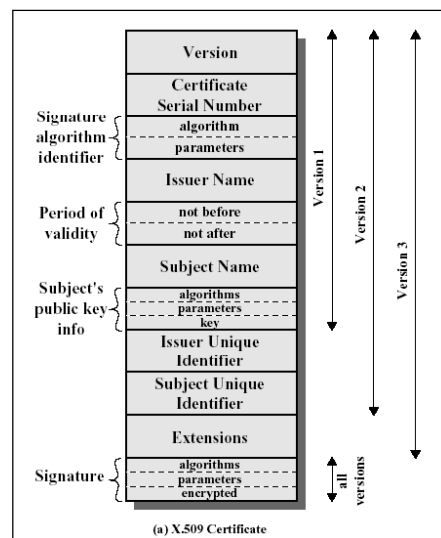 Version
Certificate
Serial Number
Signature
algorithm
identifier
algorithm
parameters
Issuer Name
Period of
validity
not before
not after
Subject Name
Subject's
public key
info
algorithms
parameters
key
Issuer Unique
Identifier
Subject Unique
Identifier
Extensions
Signature
algorithms
parameters
encrypted
Version 1
Version 2
Version 3
all
versions
(a) X.509 Certificate